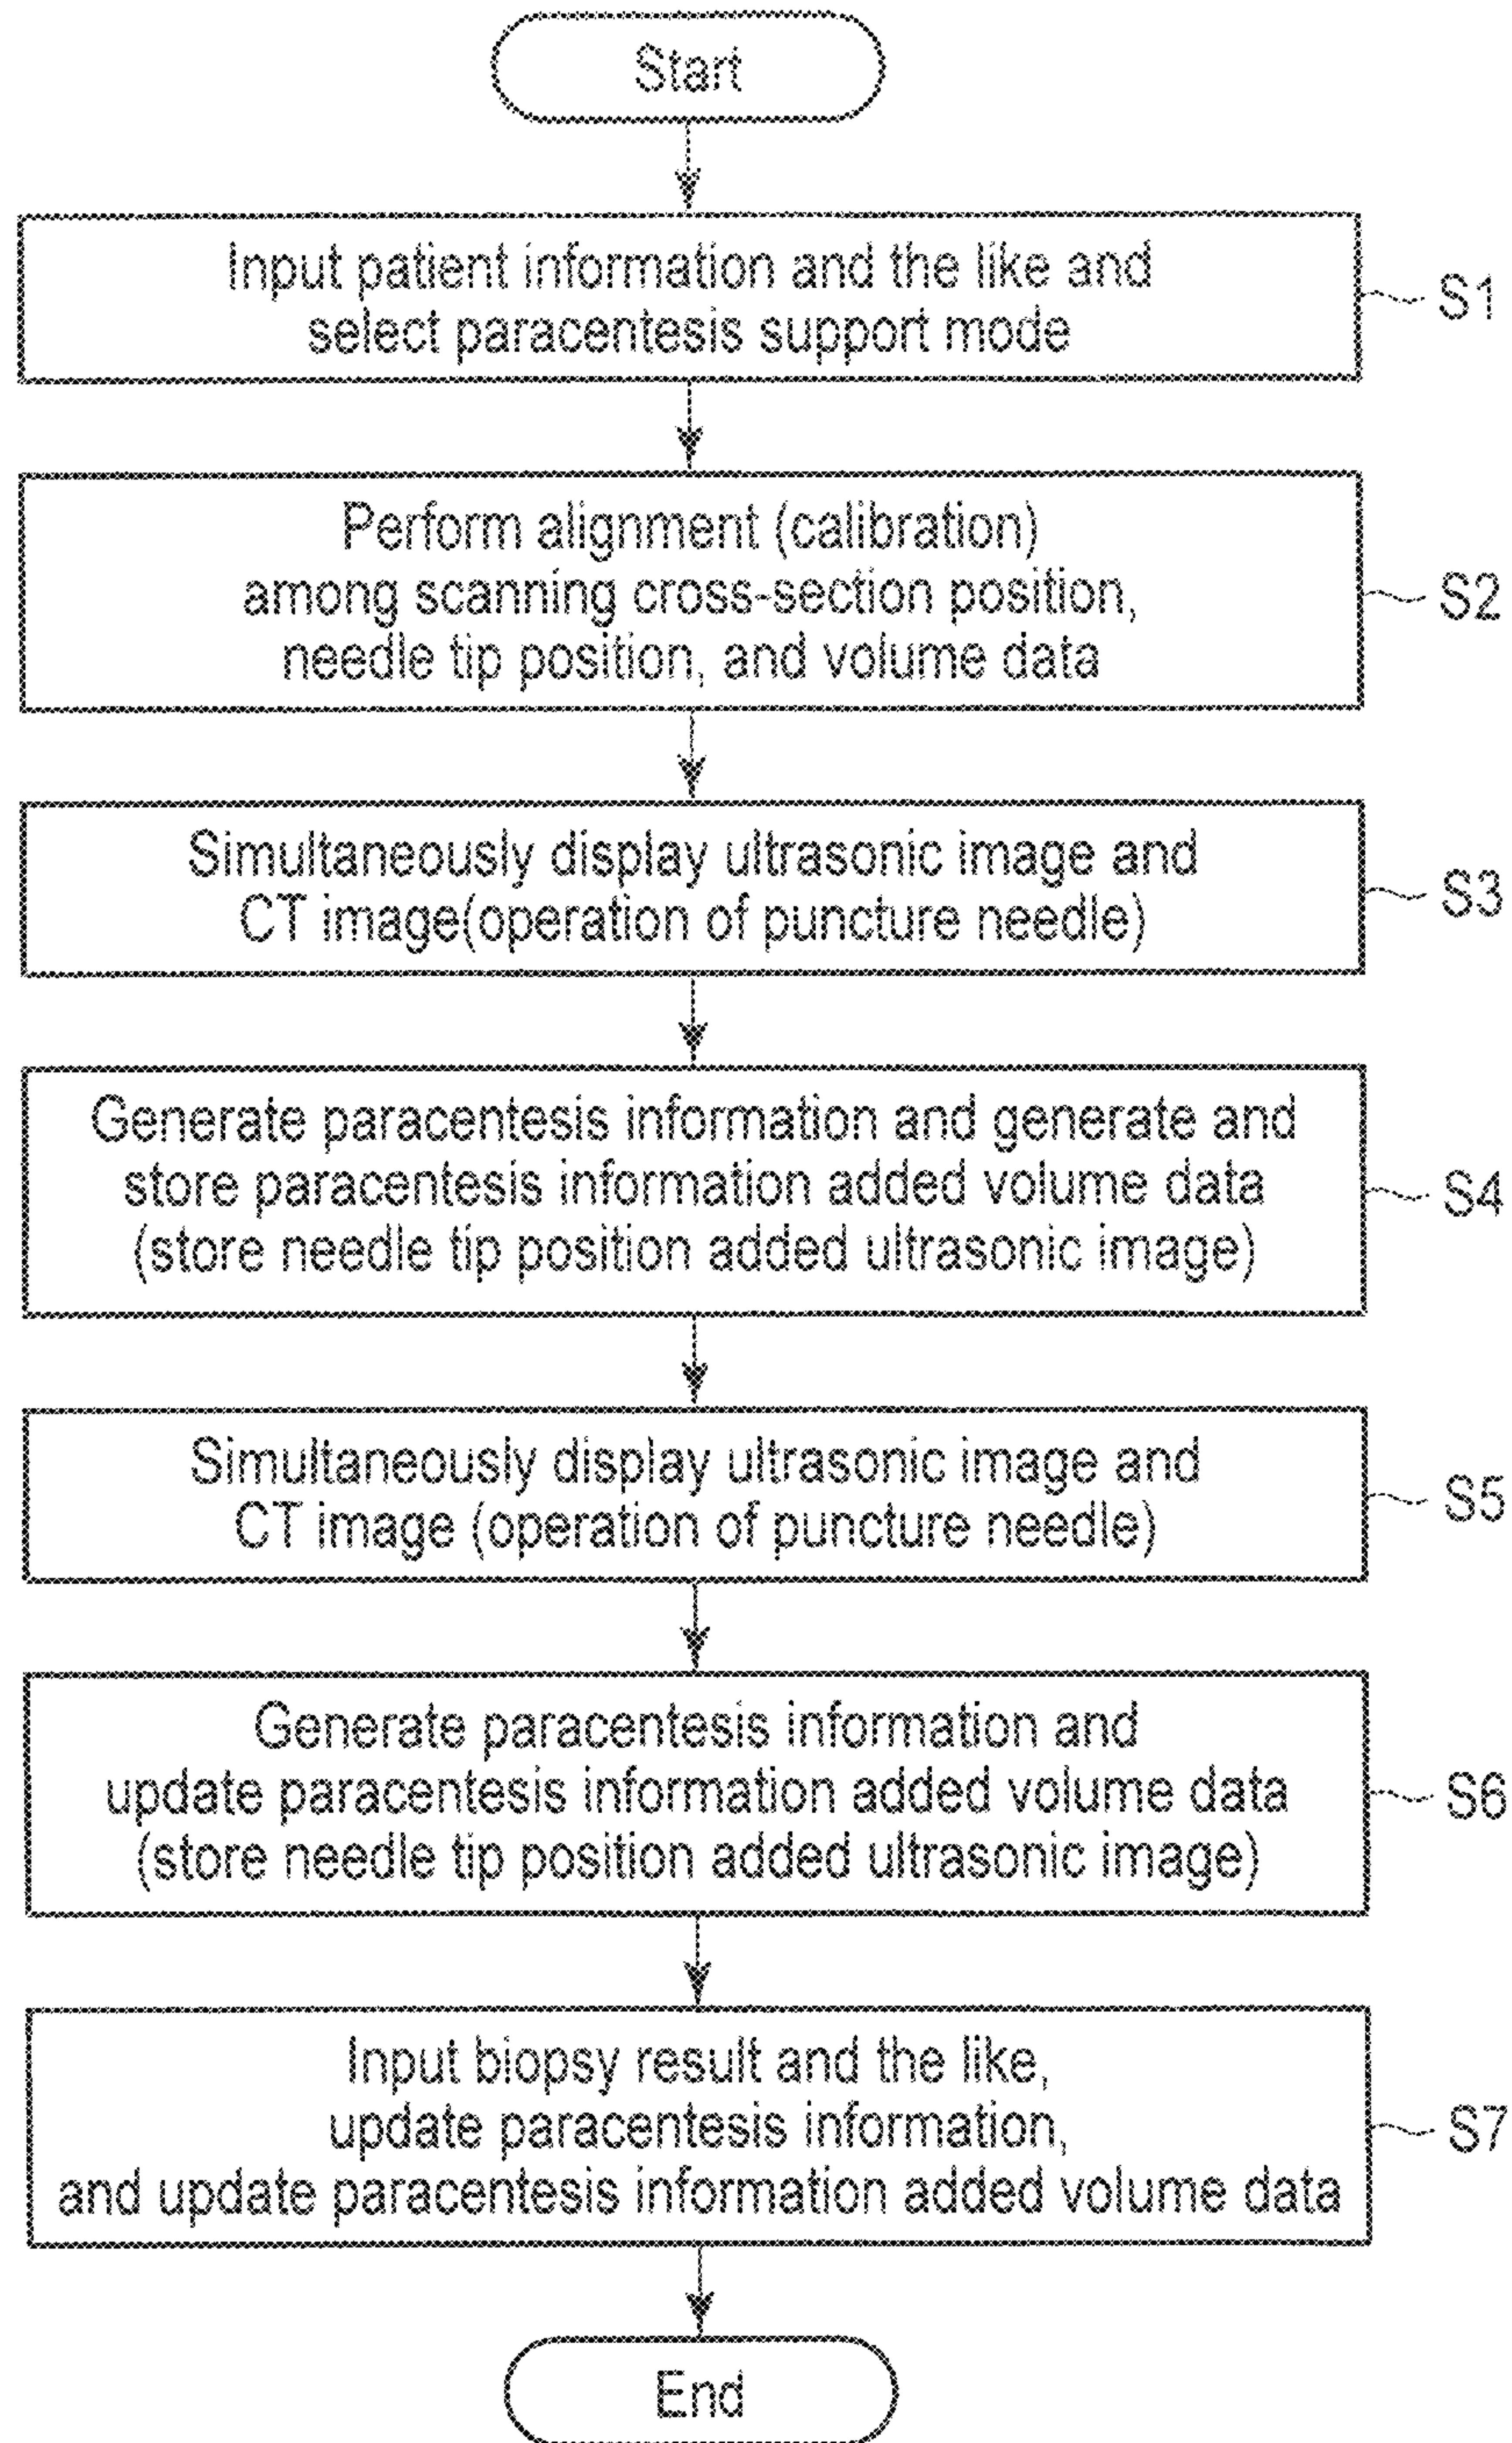 Start
Input patient information and the like and
select paracentesis support mode
S1
Perform alignment (calibration)
among scanning cross-section position,
needle tip position, and volume data
S2
Simultaneously display ultrasonic image and
CT image(operation of puncture needle)
S3
Generate paracentesis information and generate and
store paracentesis information added volume data
(store needle tip position added ultrasonic image)
S4
Simultaneously display ultrasonic image and
CT image (operation of puncture needle)
S5
Generate paracentesis information and
update paracentesis information added volume data
(store needle tip position added ultrasonic image)
S6
Input biopsy result and the like,
update paracentesis information,
and update paracentesis information added volume data
S7
End